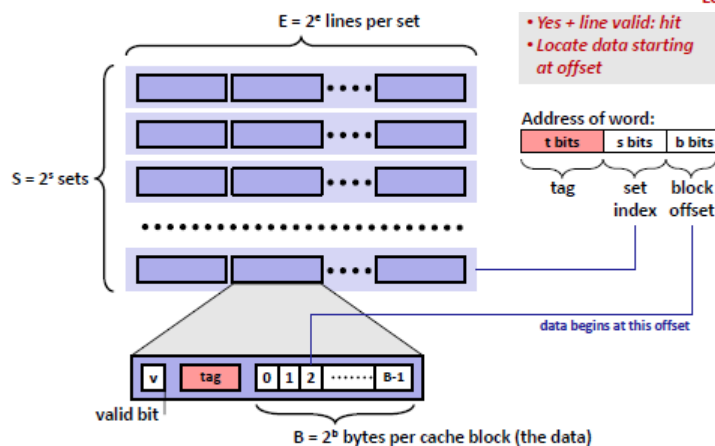 E = 2ᵉ lines per set
• Yes + line valid: hit
• Locate data starting
at offset
Address of word:
t bits s bits b bits
S = 2ˢ sets
tag set index block offset
data begins at this offset
v tag 0 1 2 ······· B-1
valid bit
B = 2ᵇ bytes per cache block (the data)